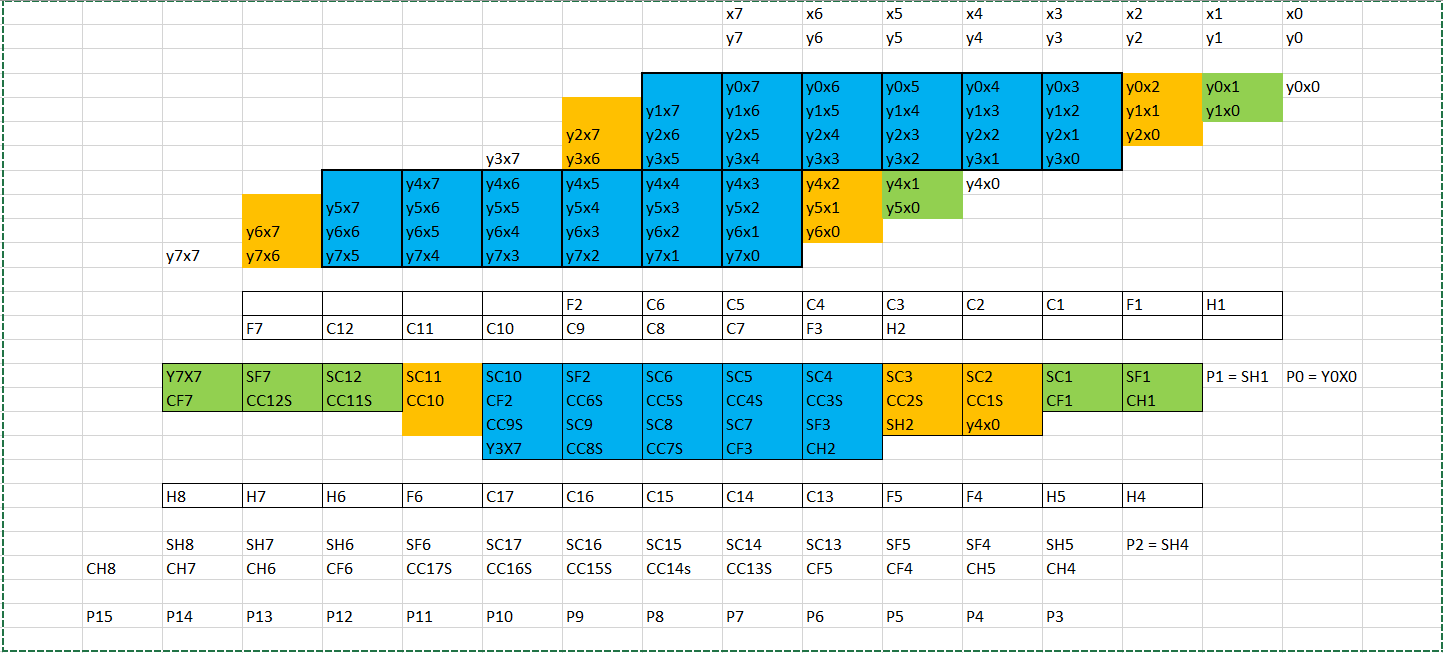 x7 x6 x5 x4 x3 x2 x1 x0
y7 y6 y5 y4 y3 y2 y1 y0
y0x7 y0x6 y0x5 y0x4 y0x3 y0x2 y0x1 y0x0
y1x7 y1x6 y1x5 y1x4 y1x3 y1x2 y1x1 y1x0
y2x7 y2x6 y2x5 y2x4 y2x3 y2x2 y2x1 y2x0
y3x7 y3x6 y3x5 y3x4 y3x3 y3x2 y3x1 y3x0
y4x7 y4x6 y4x5 y4x4 y4x3 y4x2 y4x1 y4x0
y5x7 y5x6 y5x5 y5x4 y5x3 y5x2 y5x1 y5x0
y6x7 y6x6 y6x5 y6x4 y6x3 y6x2 y6x1 y6x0
y7x7 y7x6 y7x5 y7x4 y7x3 y7x2 y7x1 y7x0
F2 C6 C5 C4 C3 C2 C1 F1 H1
F7 C12 C11 C10 C9 C8 C7 F3 H2
Y7X7 SF7 SC12 SC11 SC10 SF2 SC6 SC5 SC4 SC3 SC2 SC1 SF1 P1 = SH1 P0 = Y0X0
CF7 CC12S CC11S CC10 CF2 CC6S CC5S CC4S CC3S CC2S CC1S CF1 CH1
CC9S SC9 SC8 SC7 SF3 SH2 y4x0
Y3X7 CC8S CC7S CF3 CH2
H8 H7 H6 F6 C17 C16 C15 C14 C13 F5 F4 H5 H4
SH8 SH7 SH6 SF6 SC17 SC16 SC15 SC14 SC13 SF5 SF4 SH5 P2 = SH4
CH8 CH7 CH6 CF6 CC17S CC16S CC15S CC14s CC13S CF5 CF4 CH5 CH4
P15 P14 P13 P12 P11 P10 P9 P8 P7 P6 P5 P4 P3